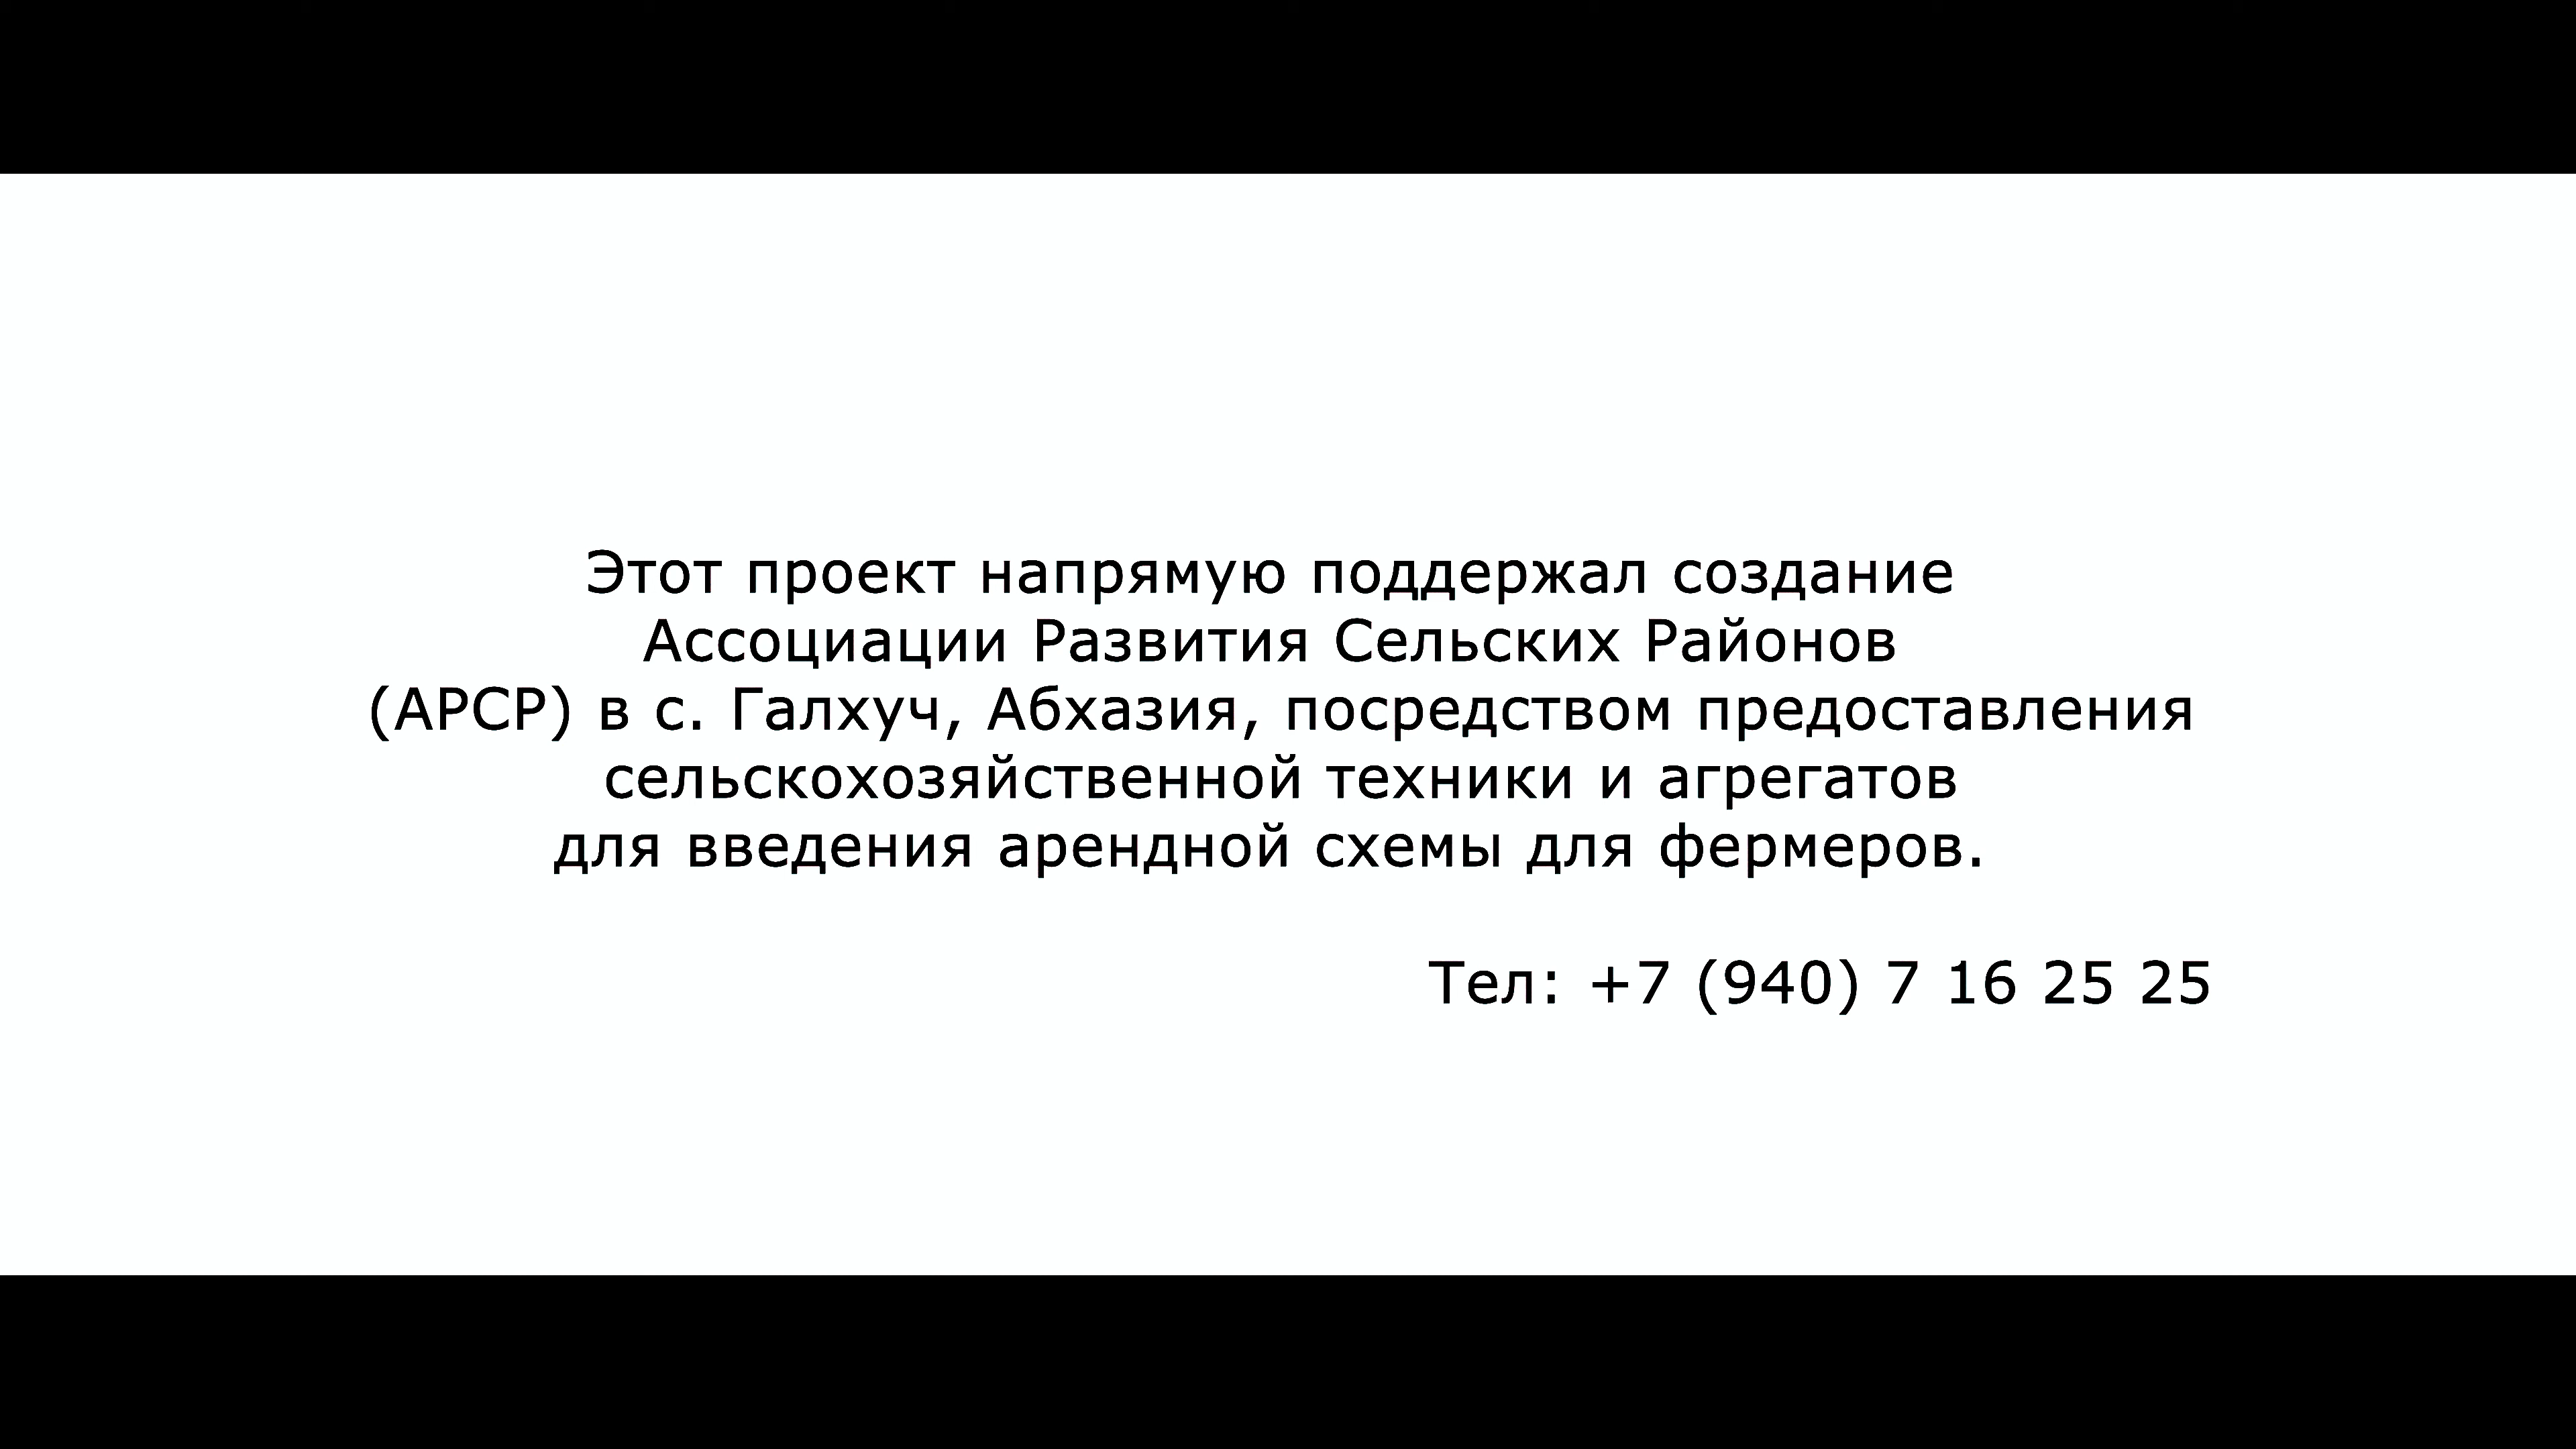 Этот проект напрямую поддержал создание
Ассоциации Развития Сельских Районов
(АРСР) в с. Галхуч, Абхазия, посредством предоставления
сельскохозяйственной техники и агрегатов
для введения арендной схемы для фермеров.
Тел: +7 (940) 7 16 25 25